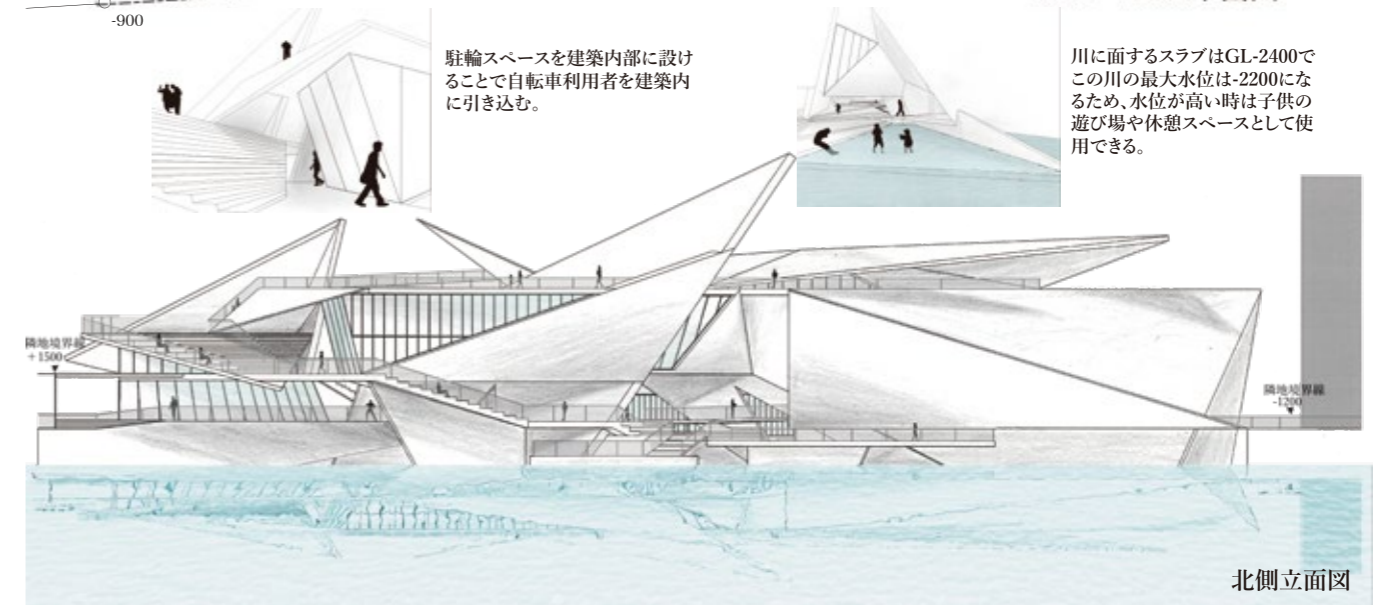 -900
駐輪スペースを建築内部に設け
ることで自転車利用者を建築内
に引き込む。
川に面するスラブはGL-2400で
この川の最大水位は-2200にな
るため、水位が高い時は子供の
遊び場や休憩スペースとして使
用できる。
隣地境界線
+1500
隣地境界線
-1200
北側立面図